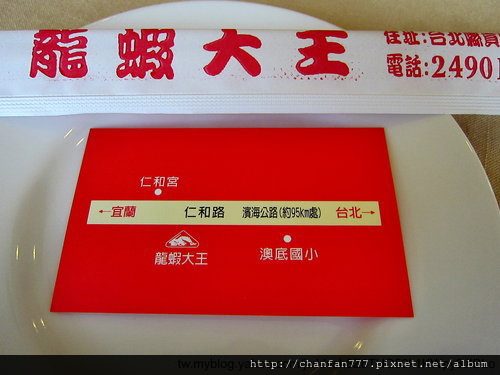 龍蝦大王
住址:台北縣貢
電話:2490
仁和宮
←宜蘭 仁和路 濱海公路(約95km處) 台北→
龍蝦大王
澳底國小
http://chanfan777.pixnet.net/album